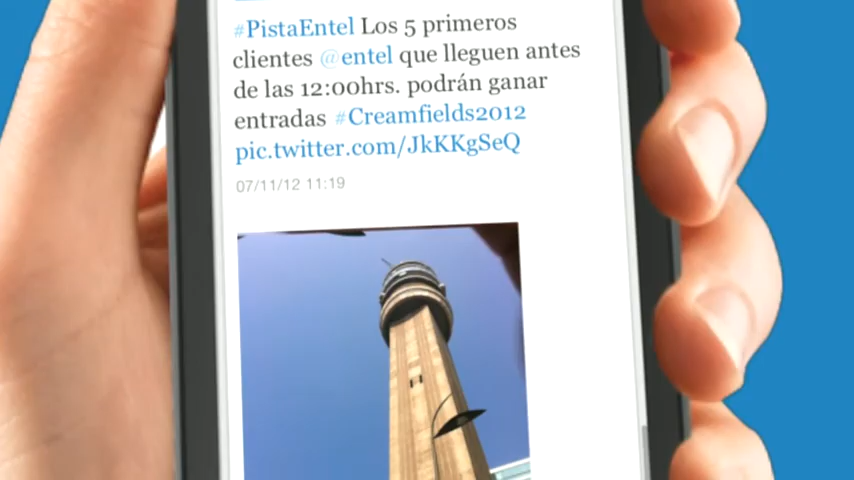 #PistaEntel Los 5 primeros
clientes @entel que lleguen antes
de las 12:00hrs. podrán ganar
entradas #Creamfields2012
pic.twitter.com/JkKKgSeQ
07/11/12 11:19